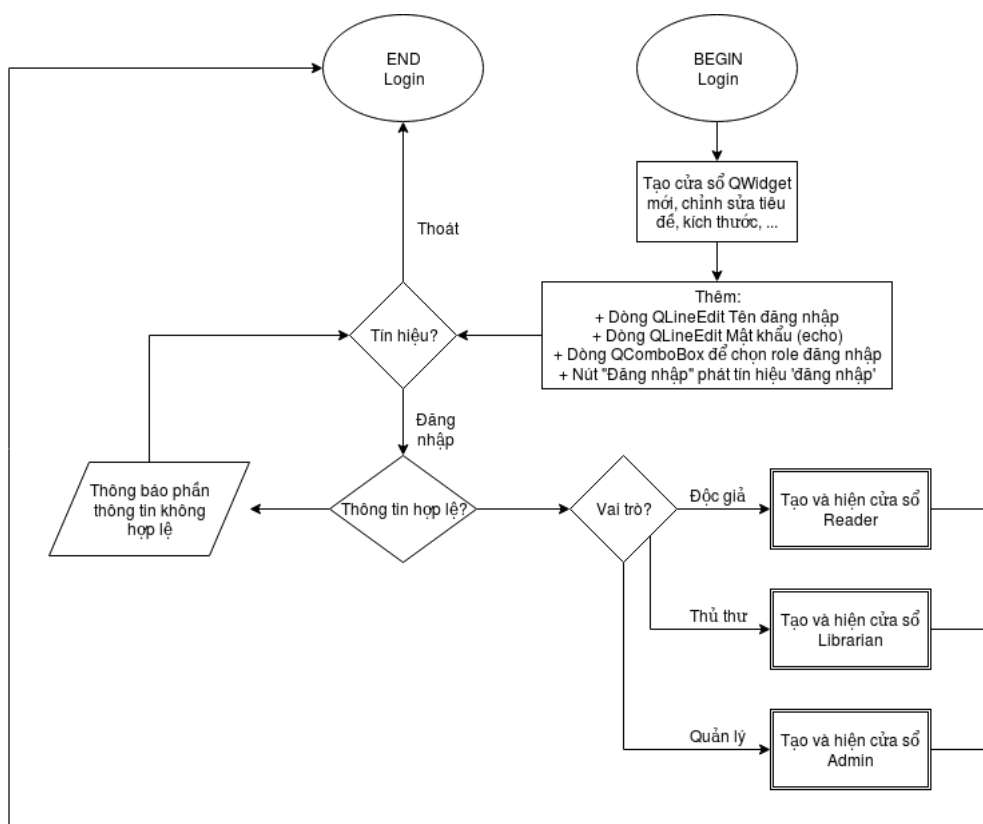 END
Login
BEGIN
Login
Tạo cửa sổ QWidget
mới, chỉnh sửa tiêu
đề, kích thước, ...
Thoát
Thêm:
+ Dòng QLineEdit Tên đăng nhập
+ Dòng QLineEdit Mật khẩu (echo)
+ Dòng QComboBox để chọn role đăng nhập
+ Nút "Đăng nhập" phát tín hiệu 'đăng nhập'
Tín hiệu?
Đăng
nhập
Thông báo phần
thông tin không
hợp lệ
Thông tin hợp lệ?
Vai trò?
Độc giả
Tạo và hiện cửa sổ
Reader
Thủ thư
Tạo và hiện cửa sổ
Librarian
Quản lý
Tạo và hiện cửa sổ
Admin